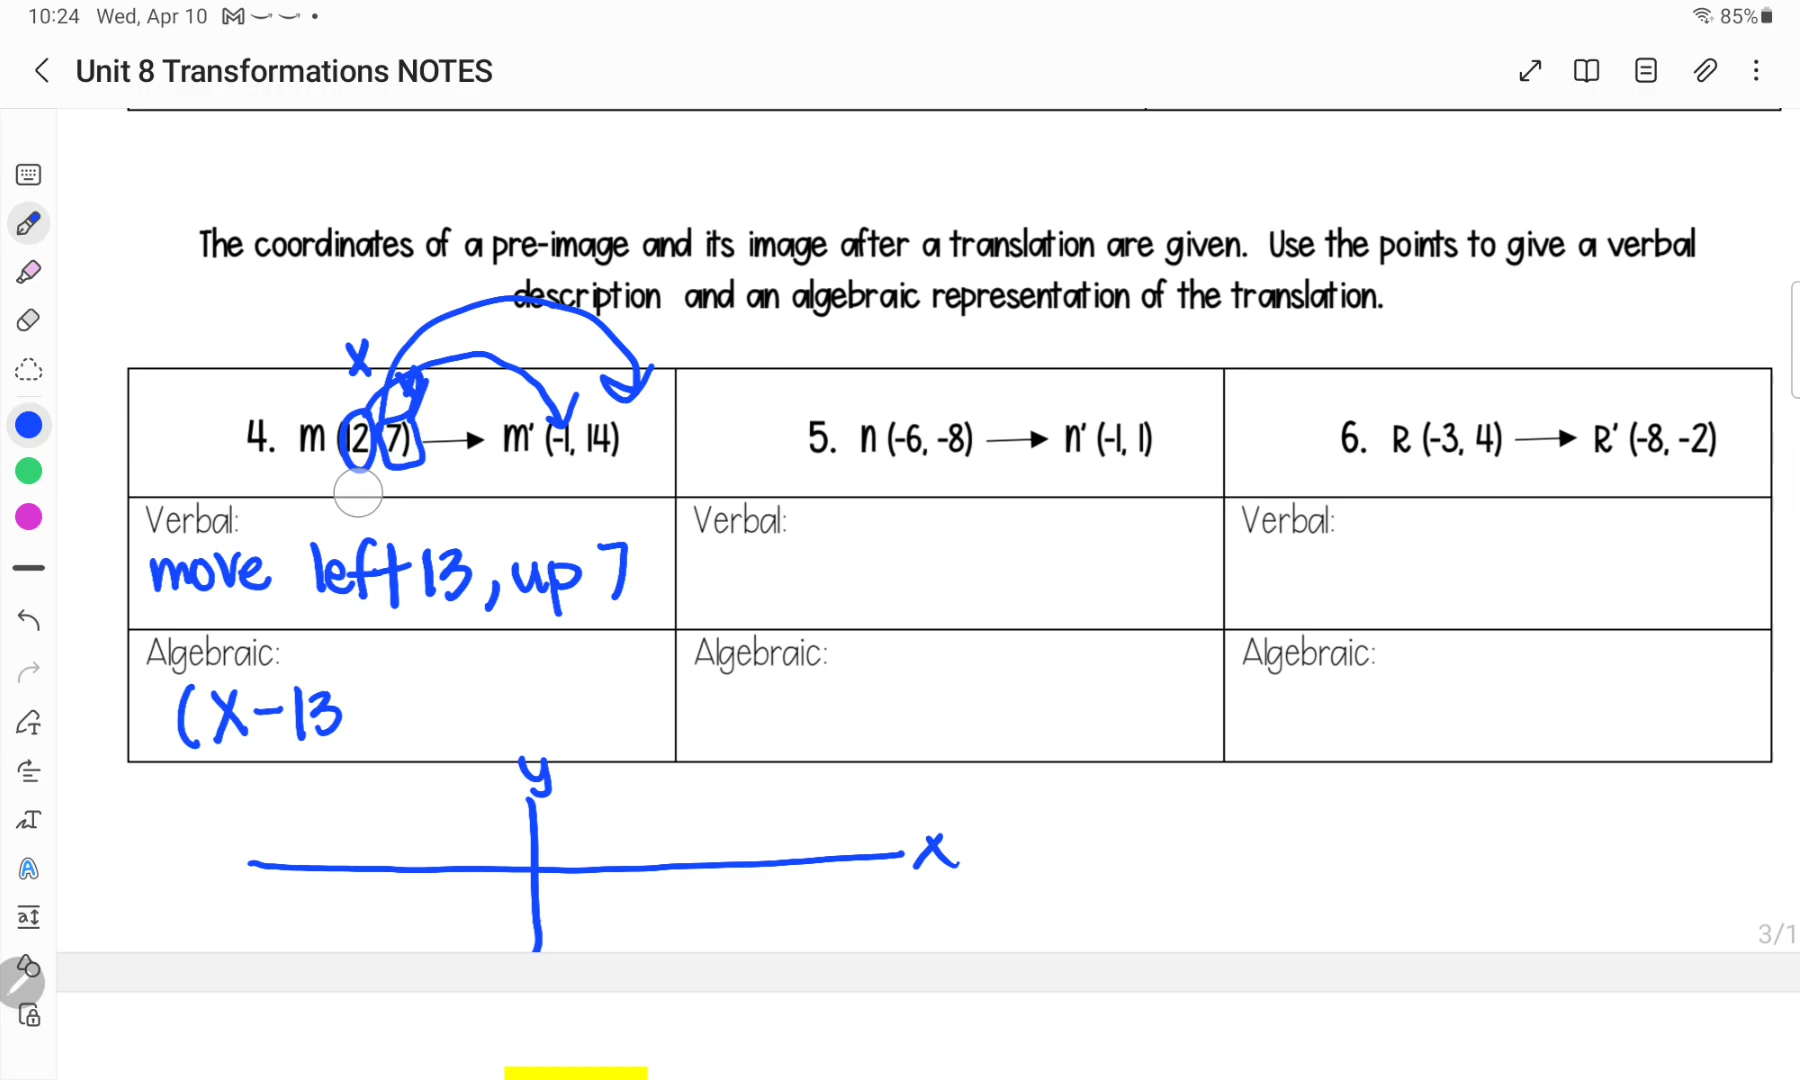 10:24 Wed, Apr 10
85%
Unit 8 Transformations NOTES
The coordinates of a pre-image and its image after a translation are given. Use the points to give a verbal
description and an algebraic representation of the translation.
x
4. m (12, 7) → m' (-1, 14)
5. n (-6, -8) → n' (-1, 1)
6. R (-3, 4) → R' (-8, -2)
Verbal:
move left 13, up 7
Verbal:
Verbal:
Algebraic:
(x-13
Algebraic:
Algebraic:
y
x
3/1